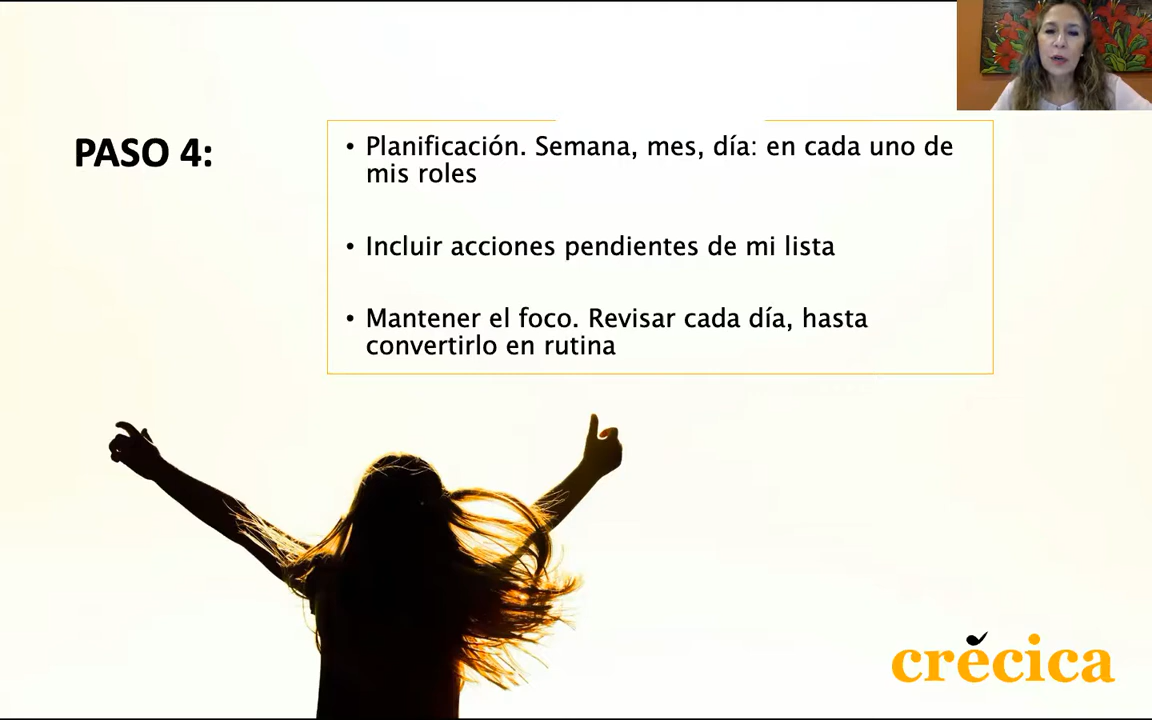 PASO 4:
• Planificación. Semana, mes, día: en cada uno de
mis roles
• Incluir acciones pendientes de mi lista
• Mantener el foco. Revisar cada día, hasta
convertirlo en rutina
crecica